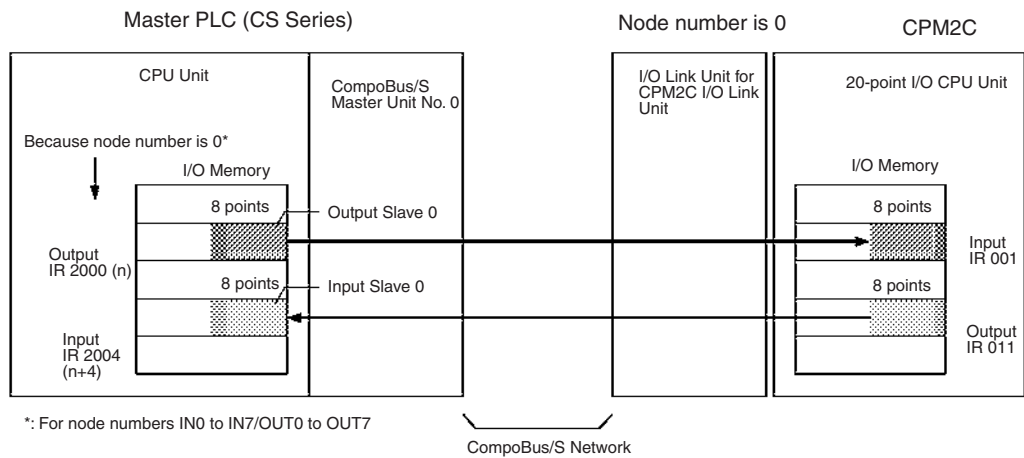 Master PLC (CS Series)
Node number is 0
CPM2C
CPU Unit
CompoBus/S
Master Unit No. 0
I/O Link Unit for
CPM2C I/O Link
Unit
20-point I/O CPU Unit
Because node number is 0*
I/O Memory
I/O Memory
8 points
Output Slave 0
8 points
Output
IR 2000 (n)
Input
IR 001
8 points
Input Slave 0
8 points
Input
IR 2004
(n+4)
Output
IR 011
*: For node numbers IN0 to IN7/OUT0 to OUT7
CompoBus/S Network